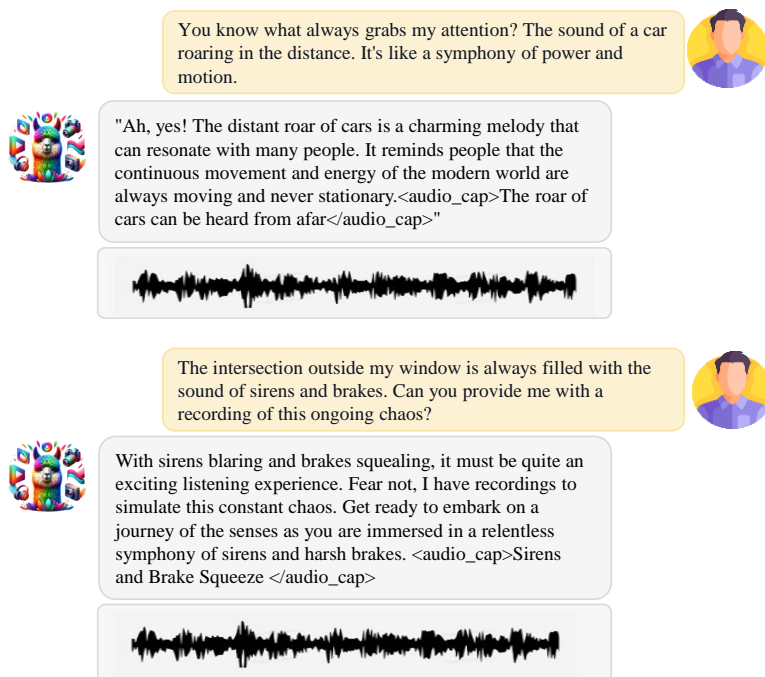 You know what always grabs my attention? The sound of a car
roaring in the distance. It's like a symphony of power and
motion.
"Ah, yes! The distant roar of cars is a charming melody that
can resonate with many people. It reminds people that the
continuous movement and energy of the modern world are
always moving and never stationary.<audio_cap>The roar of
cars can be heard from afar</audio_cap>"
The intersection outside my window is always filled with the
sound of sirens and brakes. Can you provide me with a
recording of this ongoing chaos?
With sirens blaring and brakes squealing, it must be quite an
exciting listening experience. Fear not, I have recordings to
simulate this constant chaos. Get ready to embark on a
journey of the senses as you are immersed in a relentless
symphony of sirens and harsh brakes. <audio_cap>Sirens
and Brake Squeeze </audio_cap>